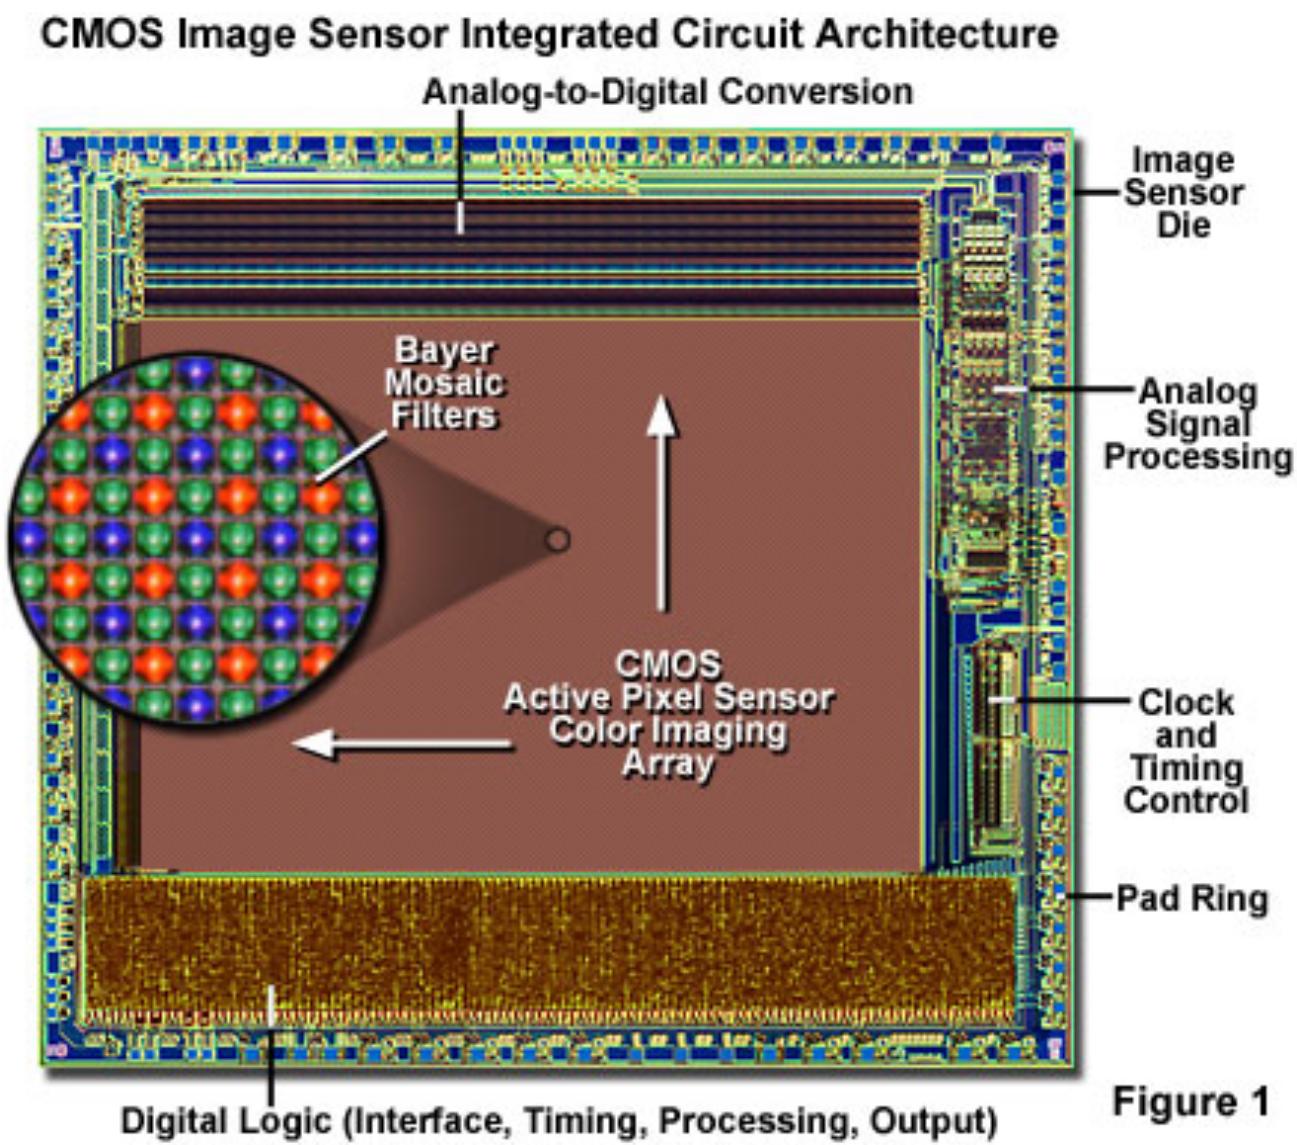 CMOS Image Sensor Integrated Circuit Architecture
Analog-to-Digital Conversion
Image
Sensor
Die
Bayer
Mosaic
Filters
Analog
Signal
Processing
CMOS
Active Pixel Sensor
Color Imaging
Array
Clock
and
Timing
Control
Pad Ring
Digital Logic (Interface, Timing, Processing, Output)
Figure 1